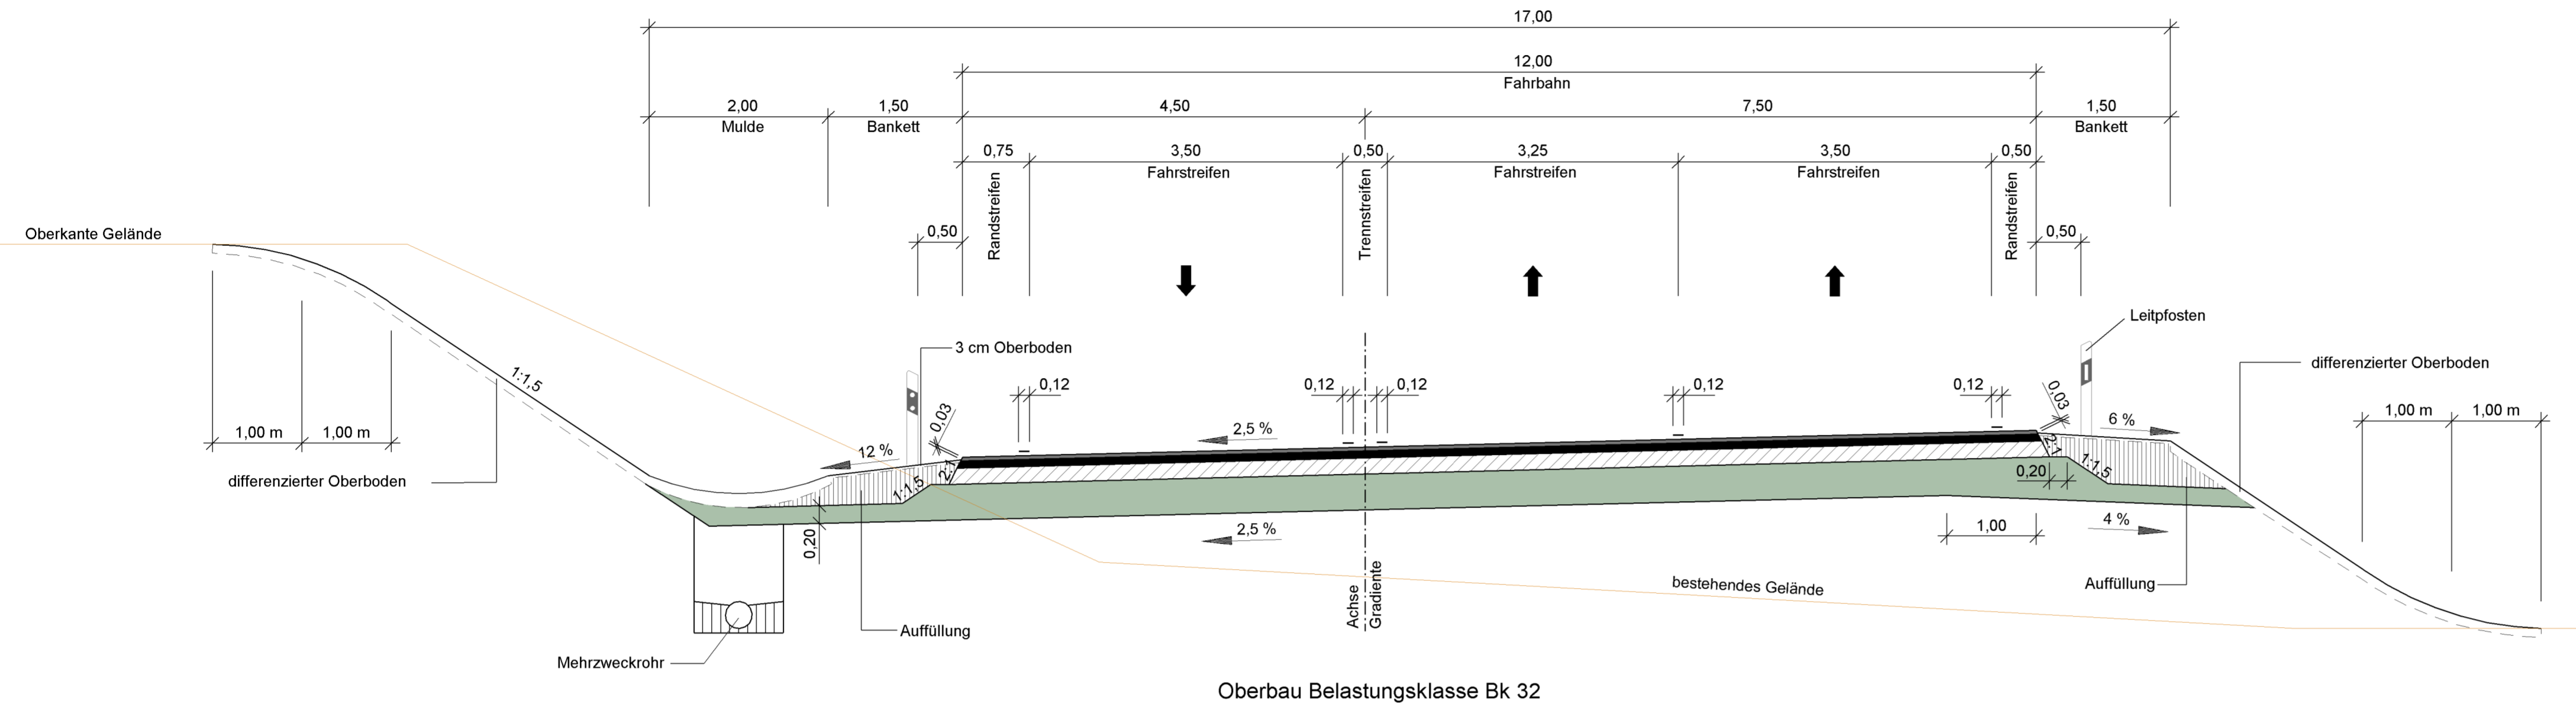 17,00
12,00
Fahrbahn
2,00
1,50
4,50
7,50
1,50
Mulde
Bankett
Bankett
0,75
3,50
0,50
3,25
3,50
0,50
Fahrstreifen
Fahrstreifen
Fahrstreifen
Randstreifen
Trennstreifen
Randstreifen
0,50
0,50
Oberkante Gelände
Leitpfosten
3 cm Oberboden
differenzierter Oberboden
1:1,5
0,12
0,12
0,12
0,12
0,12
0,03
0,03
1,00 m
1,00 m
1,00 m
1,00 m
2,5 %
6 %
12 %
2:1
2:1
1:1,5
1:1,5
0,20
differenzierter Oberboden
0,20
2,5 %
1,00
4 %
bestehendes Gelände
Auffüllung
Achse
Gradiente
Auffüllung
Mehrzweckrohr
Oberbau Belastungsklasse Bk 32